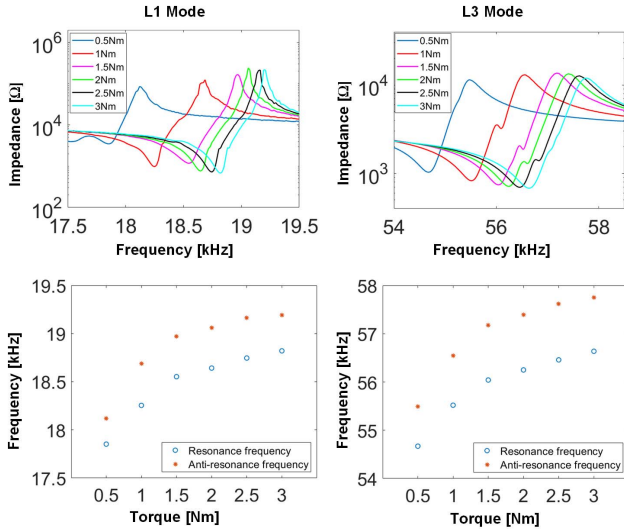 L1 Mode
10^6
10^4
10^2
Impedance [Ω]
0.5Nm
1Nm
1.5Nm
2Nm
2.5Nm
3Nm
17.5 18 18.5 19 19.5
Frequency [kHz]
L3 Mode
10^4
10^3
Impedance [Ω]
0.5Nm
1Nm
1.5Nm
2Nm
2.5Nm
3Nm
54 56 58
Frequency [kHz]
19.5
19
18.5
18
17.5
Frequency [kHz]
Resonance frequency
Anti-resonance frequency
0.5 1 1.5 2 2.5 3
Torque [Nm]
58
57
56
55
54
Frequency [kHz]
Resonance frequency
Anti-resonance frequency
0.5 1 1.5 2 2.5 3
Torque [Nm]